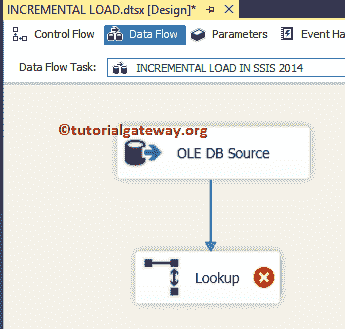 INCREMENTAL LOAD.dtsx [Design]*
Control Flow Data Flow Parameters Event Ha
Data Flow Task: INCREMENTAL LOAD IN SSIS 2014
©tutorialgateway.org
OLE DB Source
Lookup